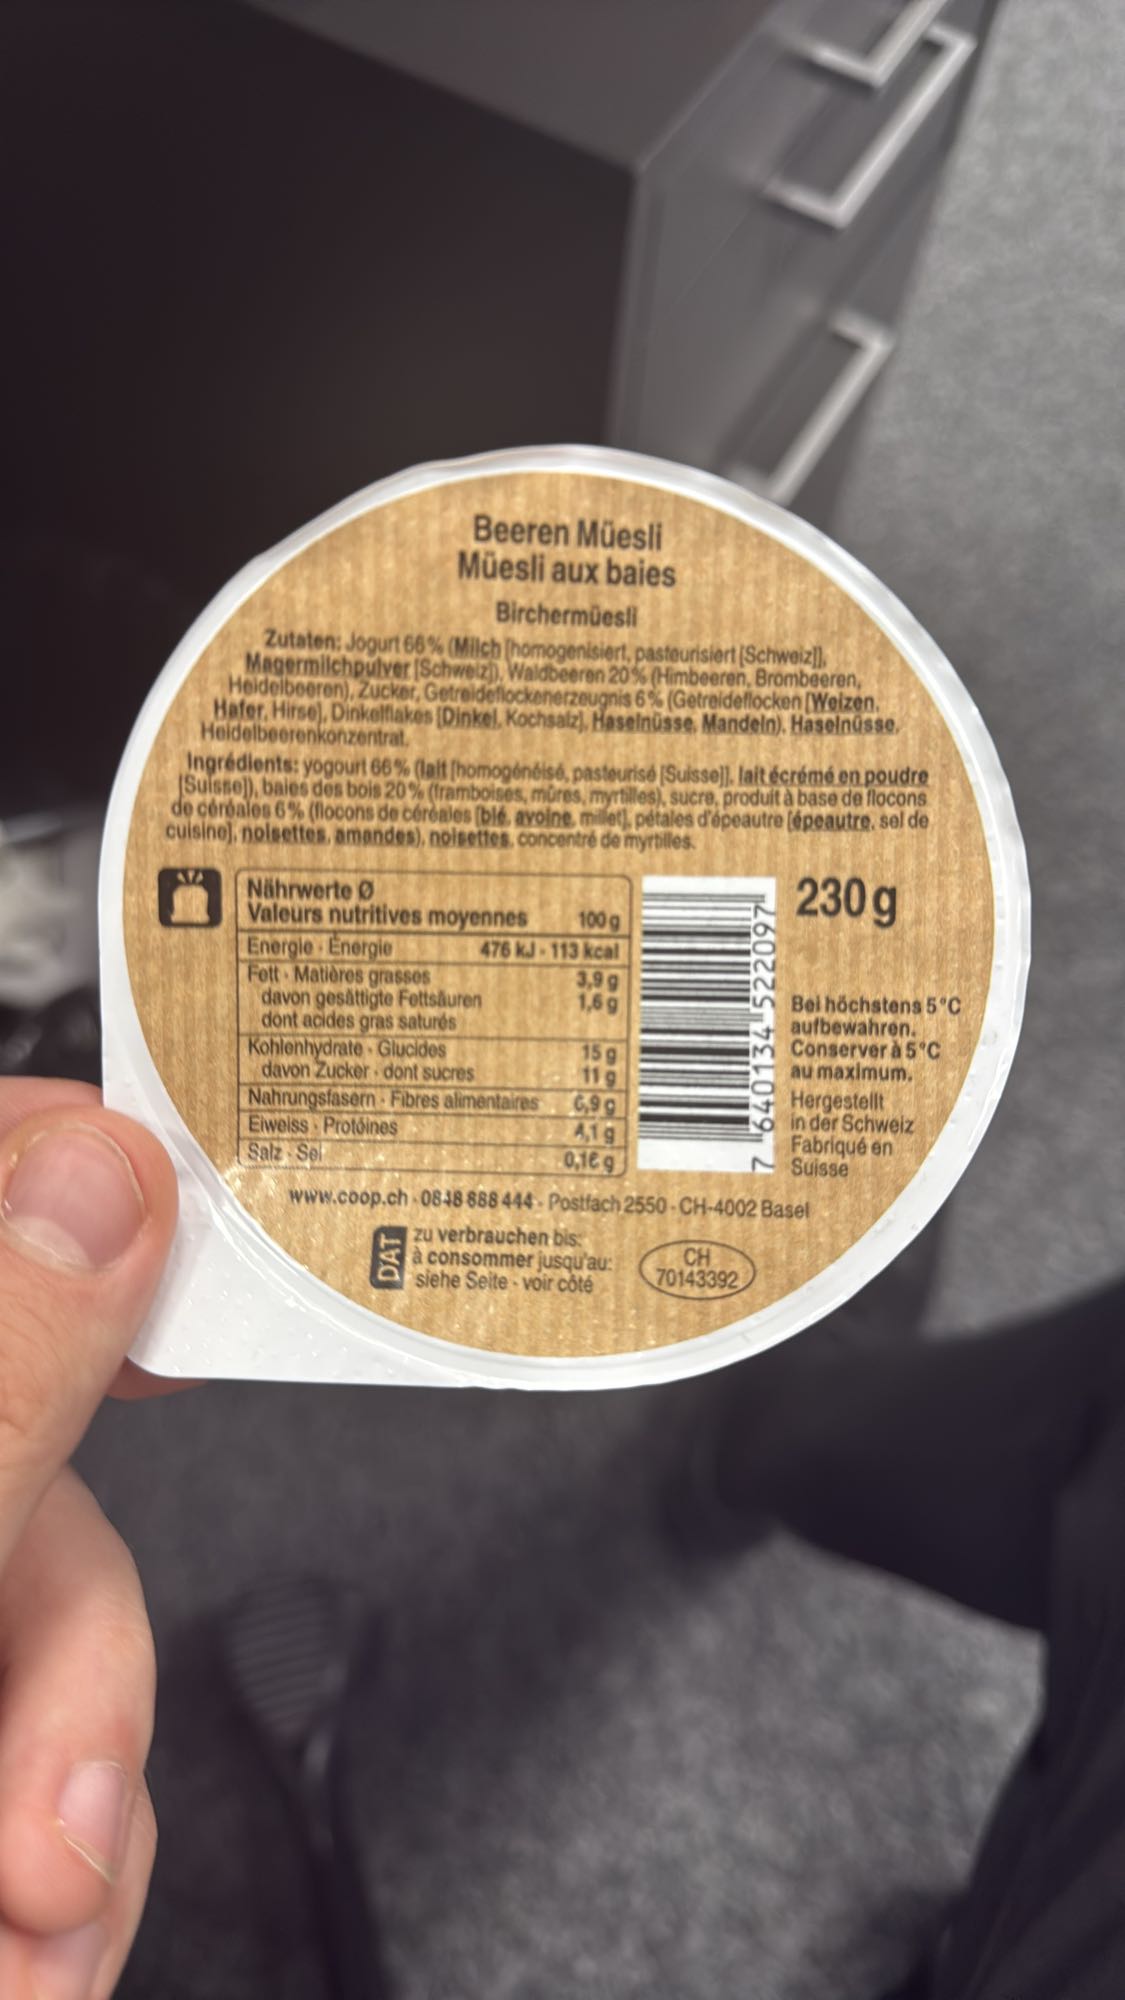 Beeren Müesli
Müesli aux baies
Birchermüesli
Zutaten: Jogurt 66% (Milch [homogenisiert, pasteurisiert [Schweiz]],
Magermilchpulver [Schweiz]), Waldbeeren 20% (Himbeeren, Brombeeren,
Heidelbeeren), Zucker, Getreideflockenerzeugnis 6% (Getreideflocken [Weizen,
Hafer, Hirse], Dinkelflakes [Dinkel, Kochsalz], Haselnüsse, Mandeln), Haselnüsse,
Heidelbeerenkonzentrat.
Ingrédients: yogourt 66% (lait [homogénéisé, pasteurisé [Suisse]], lait écrémé en poudre
[Suisse]), baies des bois 20% (framboises, mûres, myrtilles), sucre, produit à base de flocons
de céréales 6% (flocons de céréales [blé, avoine, millet], pétales d'épeautre [épeautre, sel de
cuisine], noisettes, amandes), noisettes, concentré de myrtilles.
Nährwerte Ø
Valeurs nutritives moyennes 100 g
Energie - Énergie 476 kJ - 113 kcal
Fett - Matières grasses 3,9 g
davon gesättigte Fettsäuren 1,6 g
dont acides gras saturés
Kohlenhydrate - Glucides 15 g
davon Zucker - dont sucres 11 g
Nahrungsfasern - Fibres alimentaires
Eiweiss - Protéines 4,1 g
Salz - Sel
7 640134 522097
230 g
Bei höchstens 5°C
aufbewahren.
Conserver à 5°C
au maximum.
Hergestellt
in der Schweiz
Fabriqué en
Suisse
www.coop.ch - 0848 888 444 - Postfach 2550 - CH-4002 Basel
DAT
zu verbrauchen bis:
à consommer jusqu'au:
siehe Seite - voir côté
CH
70143392